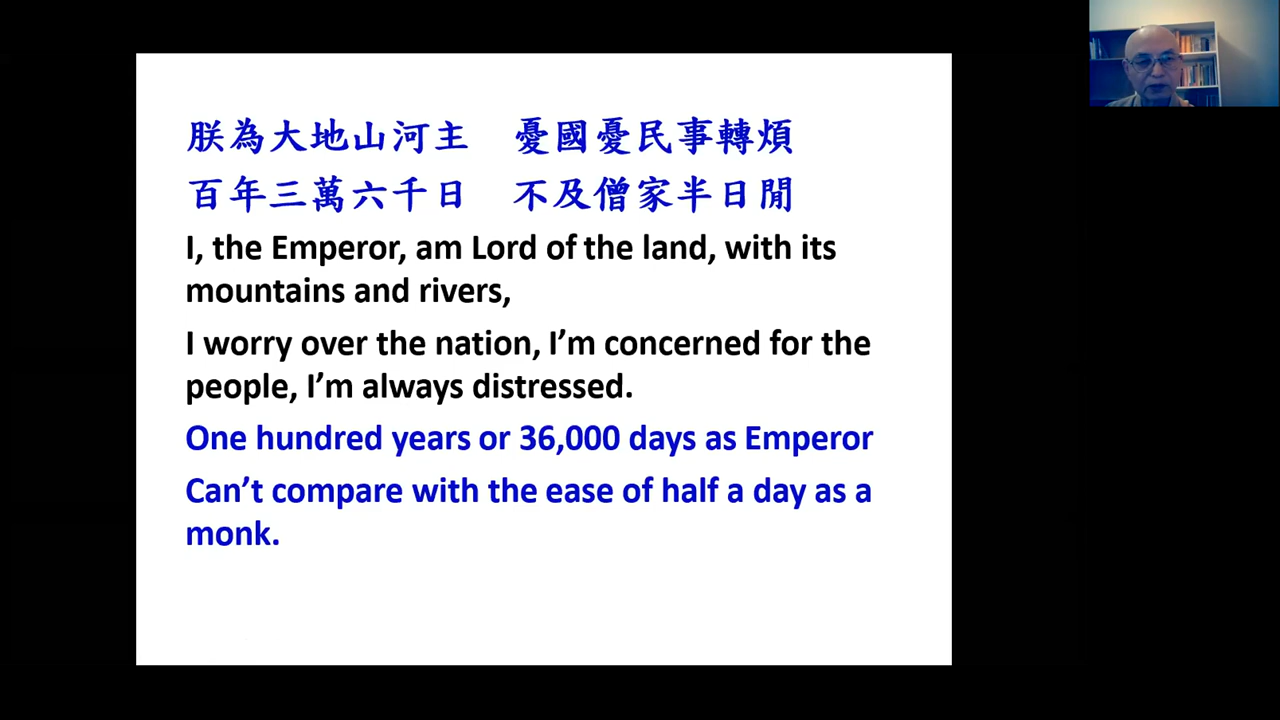 朕為大地山河主　憂國憂民事轉煩
百年三萬六千日　不及僧家半日閒
I, the Emperor, am Lord of the land, with its
mountains and rivers,
I worry over the nation, I’m concerned for the
people, I’m always distressed.
One hundred years or 36,000 days as Emperor
Can’t compare with the ease of half a day as a
monk.